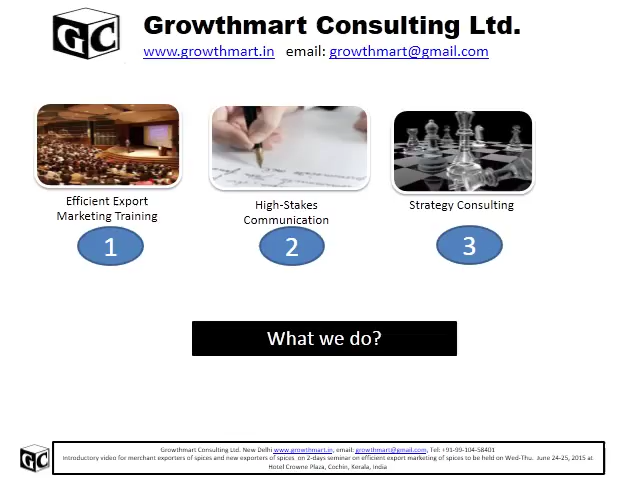 GC
Growthmart Consulting Ltd.
www.growthmart.in email: growthmart@gmail.com
Efficient Export
Marketing Training
High-Stakes
Communication
Strategy Consulting
1
2
3
What we do?
GC
Growthmart Consulting Ltd. New Delhi www.growthmart.in, email: growthmart@gmail.com, Tel: +91-99-104-58401
Introductory video for merchant exporters of spices and new exporters of spices on 2-days seminar on efficient export marketing of spices to be held on Wed-Thu. June 24-25, 2015 at
Hotel Crowne Plaza, Cochin, Kerala, India